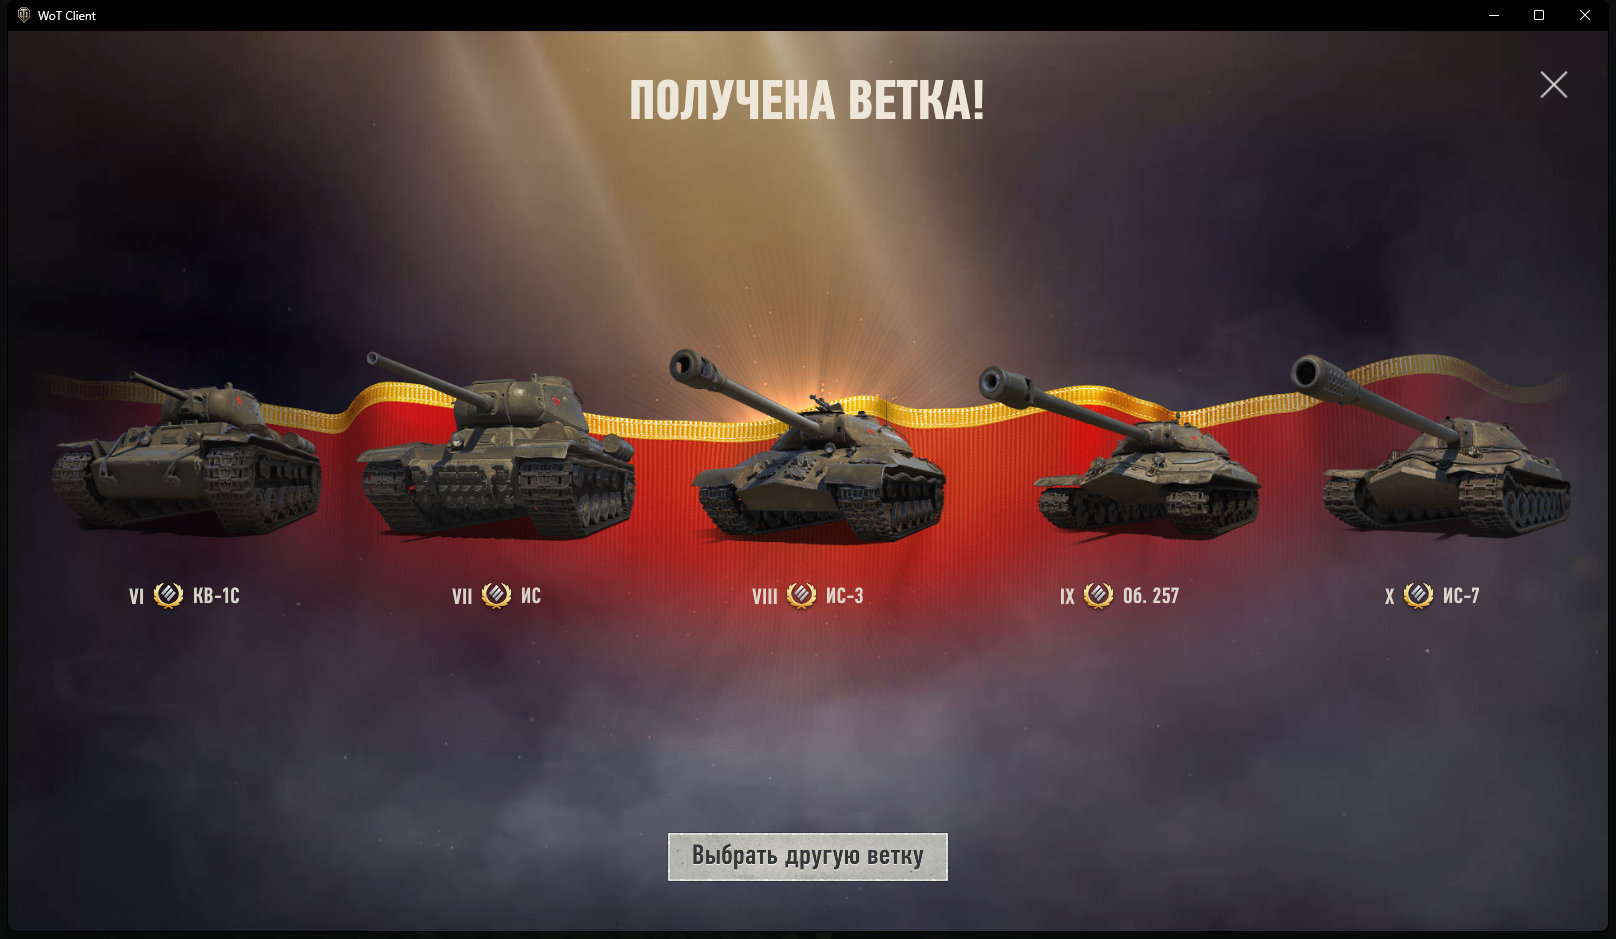 WoT Client
ПОЛУЧЕНА ВЕТКА!
VI КВ-1С
VII ИС
VIII ИС-3
IX Об. 257
X ИС-7
Выбрать другую ветку